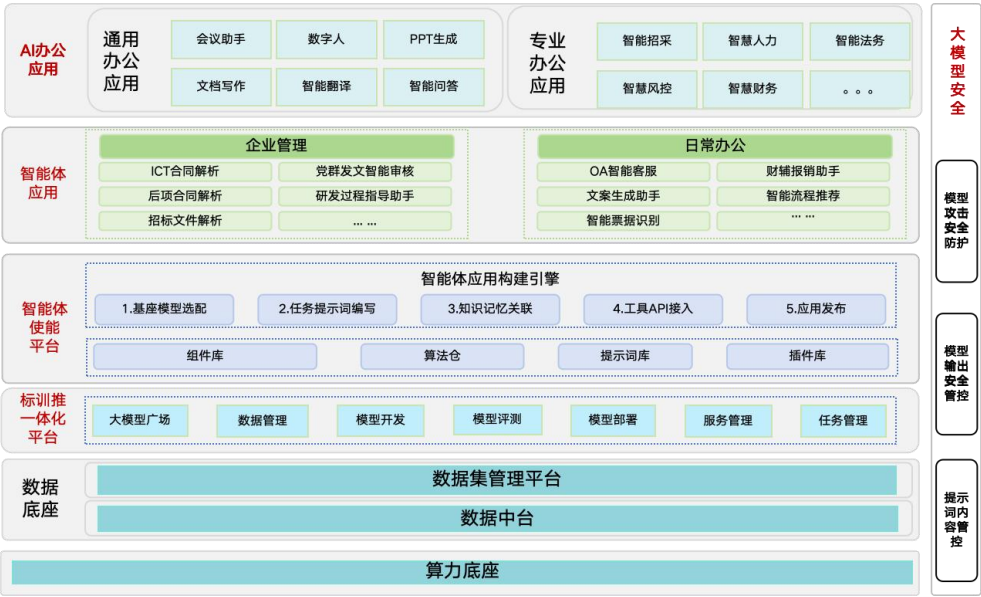 AI办公
应用
通用
办公
应用
会议助手
数字人
PPT生成
文档写作
智能翻译
智能问答
专业
办公
应用
智能招采
智慧人力
智能法务
智慧风控
智慧财务
。。。
智能体
应用
企业管理
ICT合同解析
党群发文智能审核
后项合同解析
研发过程指导助手
招标文件解析
... ...
日常办公
OA智能客服
财辅报销助手
文案生成助手
智能流程推荐
智能票据识别
... ...
智能体
使能
平台
智能体应用构建引擎
1.基座模型选配
2.任务提示词编写
3.知识记忆关联
4.工具API接入
5.应用发布
组件库
算法仓
提示词库
插件库
标训推
一体化
平台
大模型广场
数据管理
模型开发
模型评测
模型部署
服务管理
任务管理
数据
底座
数据集管理平台
数据中台
算力底座
大
模
型
安
全
模型
攻击
安全
防护
模型
输出
安全
管控
提示
词内
容管
控